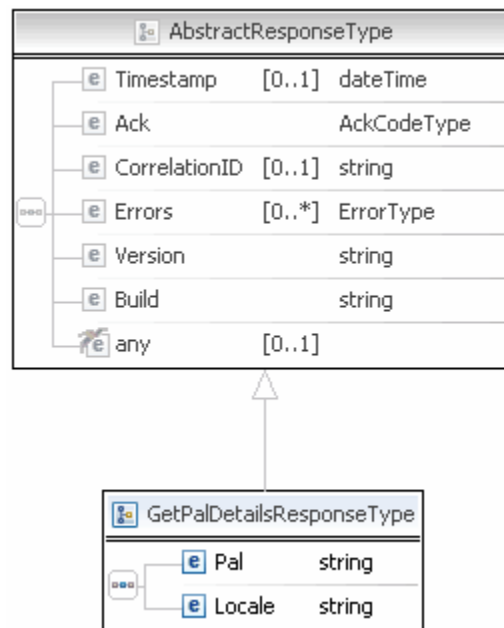 AbstractResponseType
e Timestamp [0..1] dateTime
e Ack AckCodeType
e CorrelationID [0..1] string
e Errors [0..*] ErrorType
e Version string
e Build string
e any [0..1]
GetPalDetailsResponseType
e Pal string
e Locale string